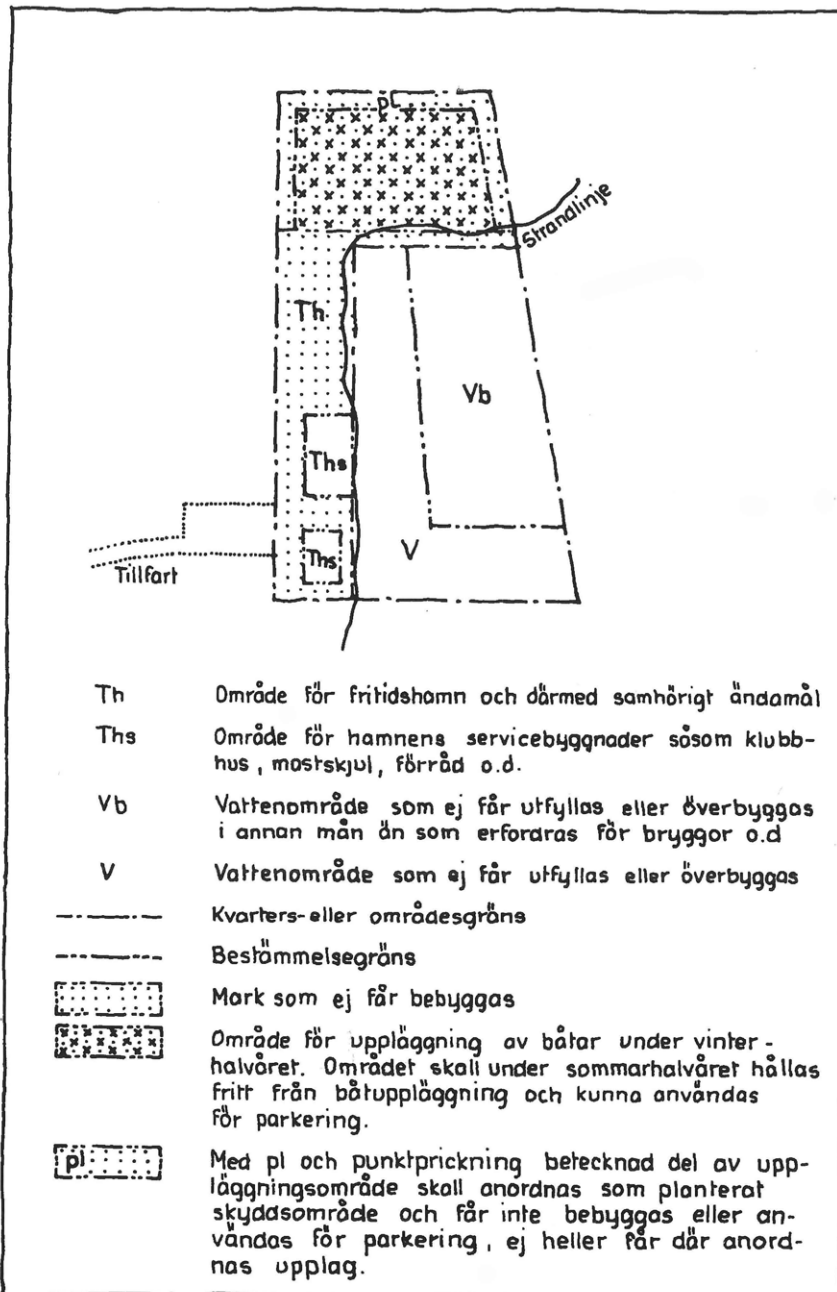 pl
Strandlinje
Th
Vb
Ths
V
Ths
Tillfart
Th Område för fritidshamn och därmed samhörigt ändamål
Ths Område för hamnens servicebyggnader såsom klubb-
hus, mastskjul, förråd o.d.
Vb Vattenområde som ej får utfyllas eller överbyggas
i annan mån än som erfordras för bryggor o.d
V Vattenområde som ej får utfyllas eller överbyggas
Kvarters- eller områdesgräns
Bestämmelsegräns
Mark som ej får bebyggas
Område för uppläggning av båtar under vinter-
halvåret. Området skall under sommarhalvåret hållas
fritt från båtuppläggning och kunna användas
för parkering.
pl Med pl och punktprickning betecknad del av upp-
läggningsområde skall anordnas som planterat
skyddsområde och får inte bebyggas eller an-
vändas för parkering, ej heller får där anord-
nas upplag.